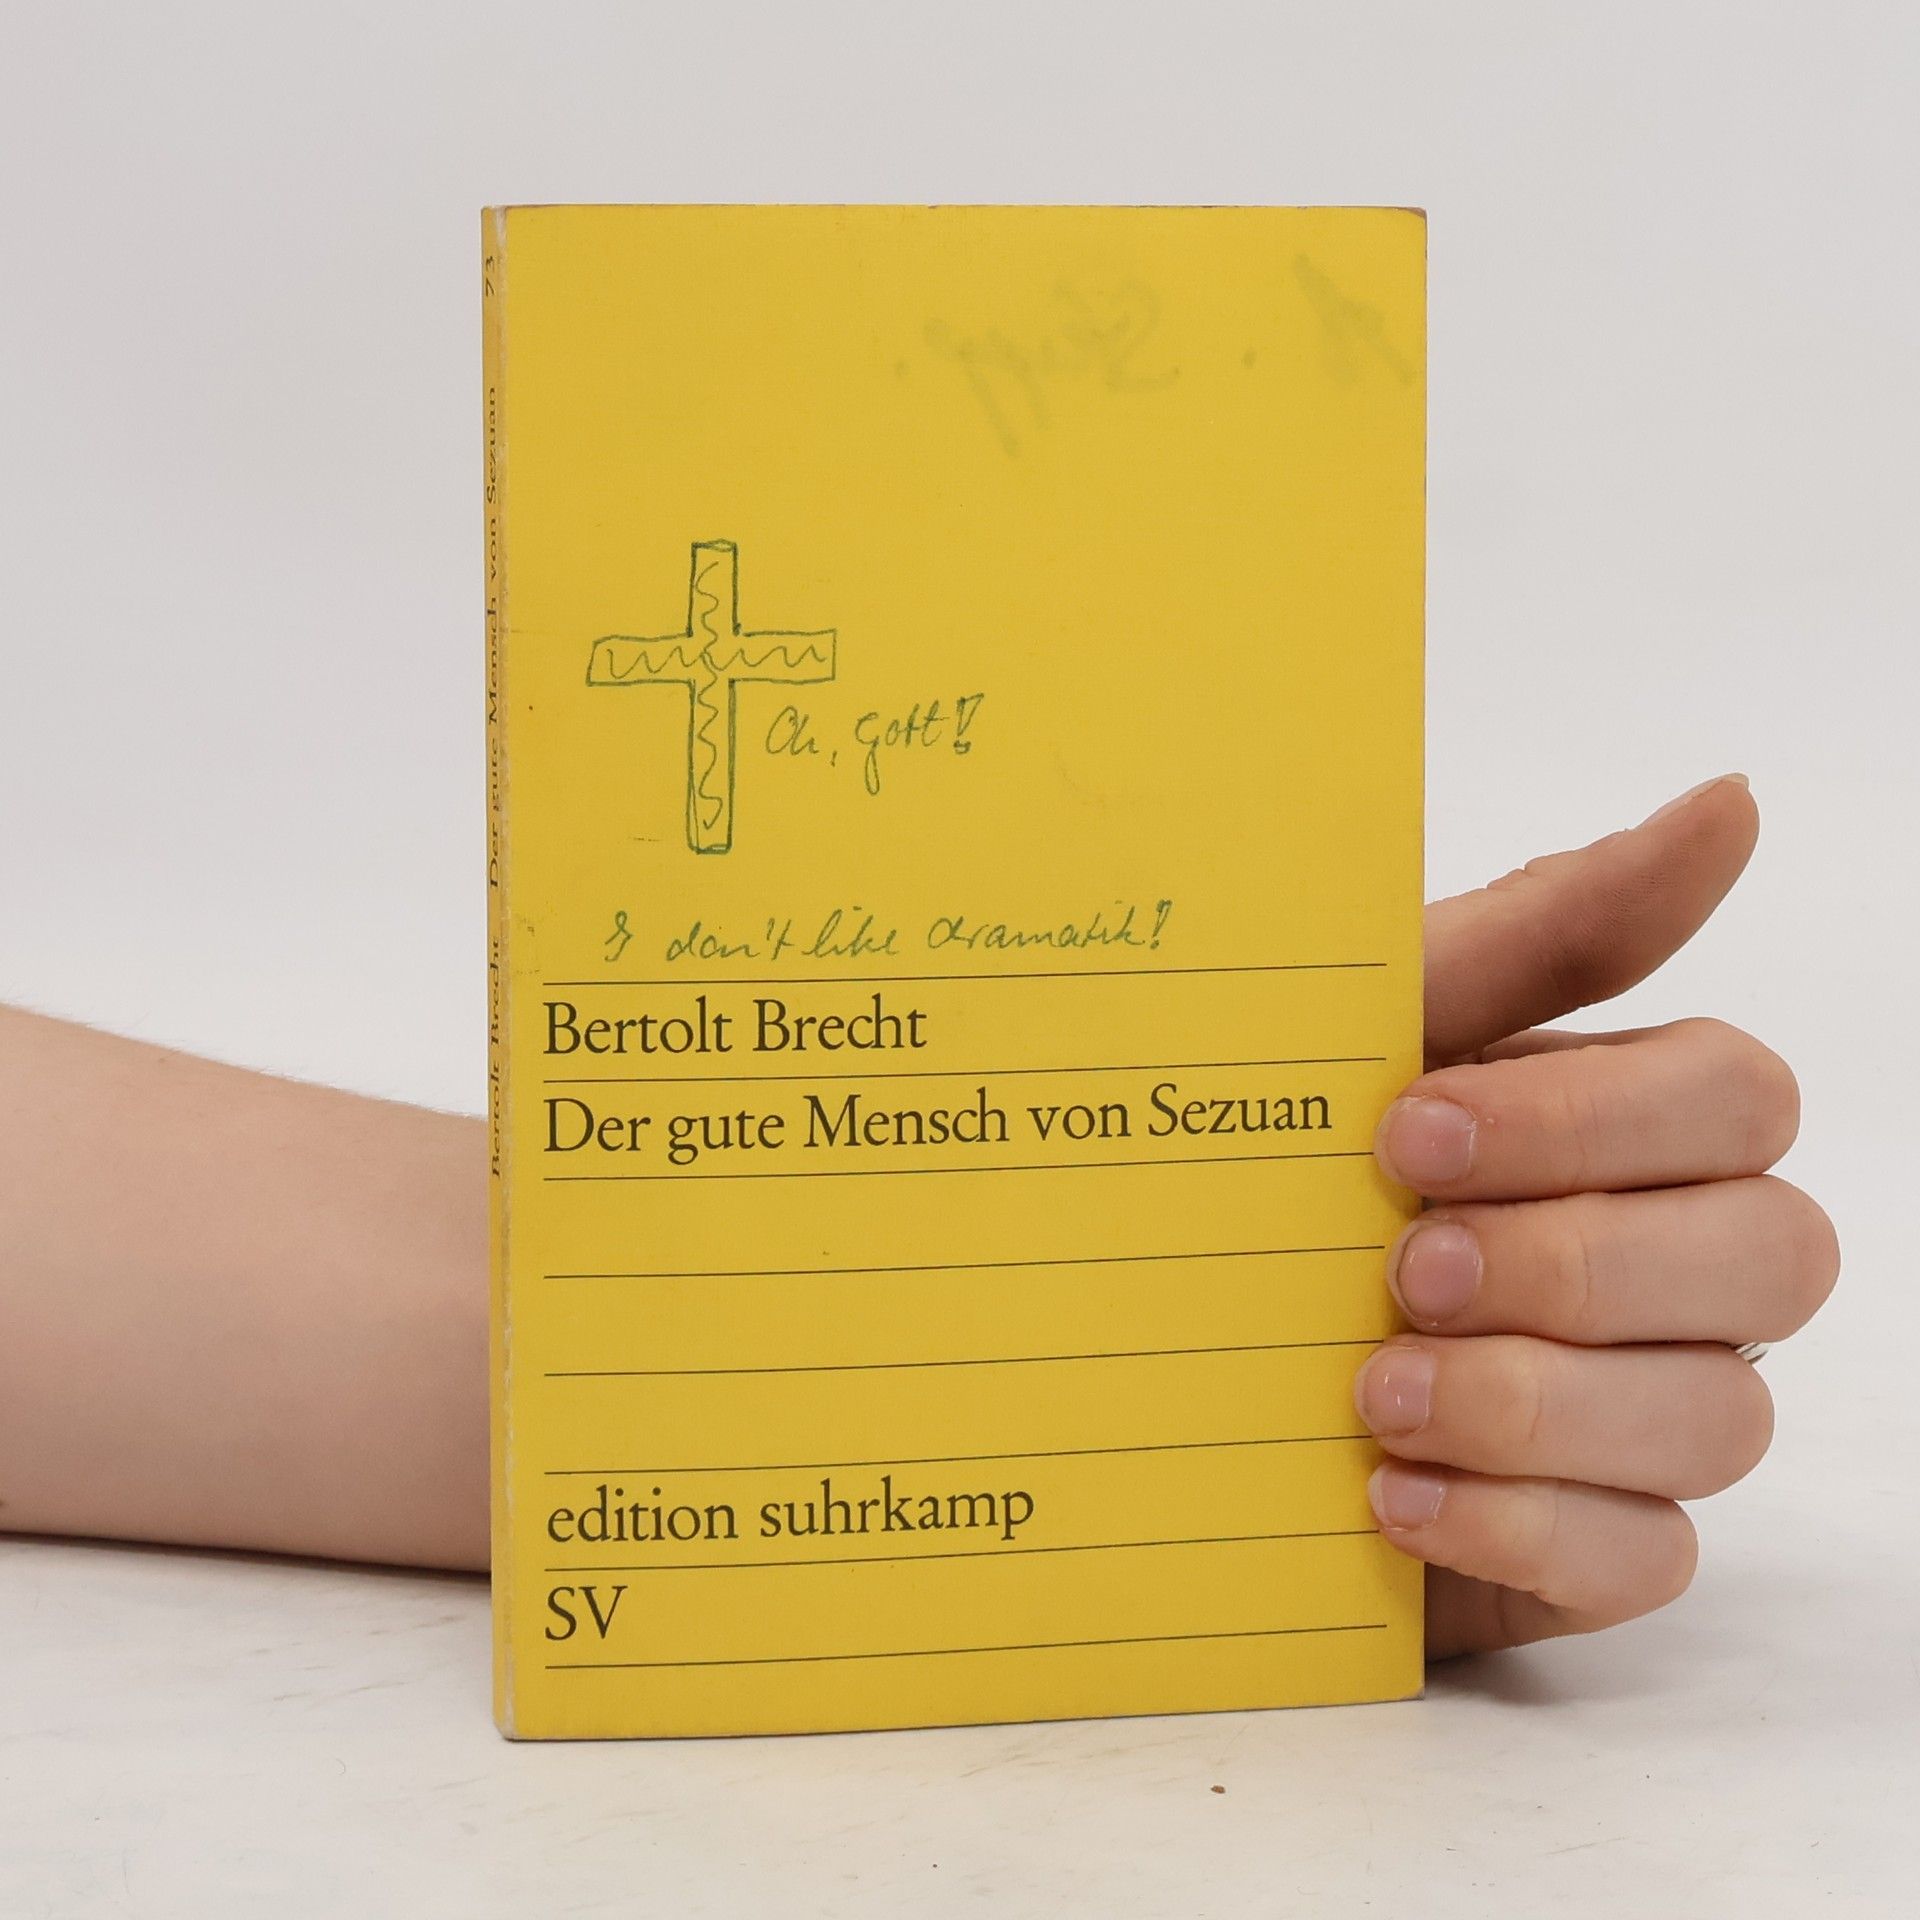 Oh, Gott!
I don't like dramatik!
Bertolt Brecht
Der gute Mensch von Sezuan
edition suhrkamp
SV
Bertolt Brecht Der gute Mensch von Sezuan 73